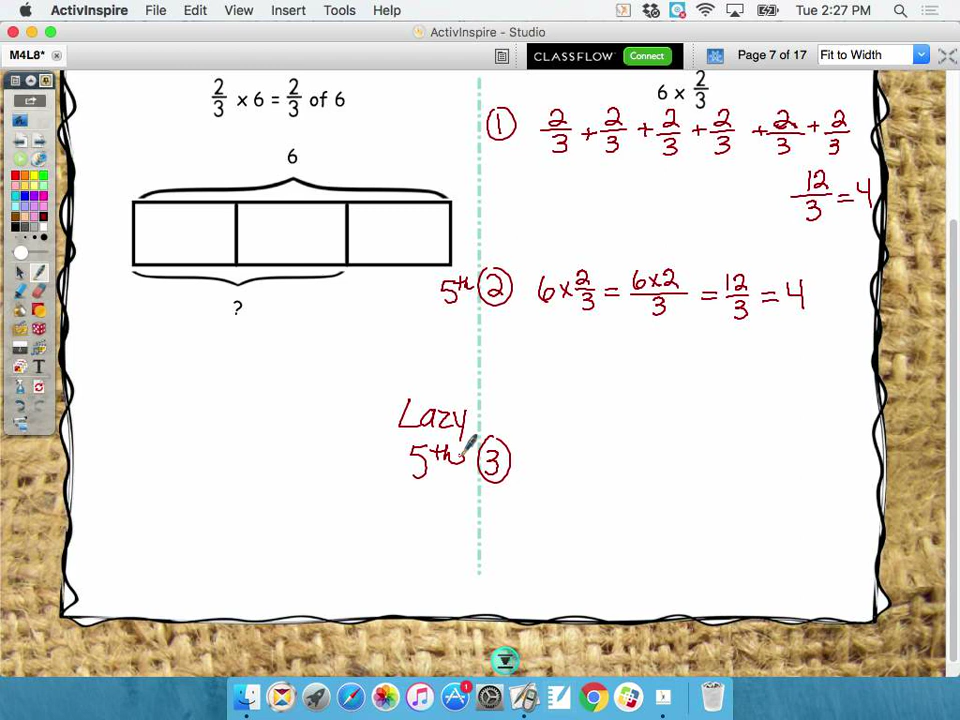 ActivInspire File Edit View Insert Tools Help Tue 2:27 PM
ActivInspire - Studio
M4L8* CLASSFLOW Connect Page 7 of 17 Fit to Width
2/3 x 6 = 2/3 of 6
6
?
6 x 2/3
① 2/3 + 2/3 + 2/3 + 2/3 + 2/3 + 2/3
12/3 = 4
5th ② 6 x 2/3 = 6x2/3 = 12/3 = 4
Lazy
5th ③
T
1